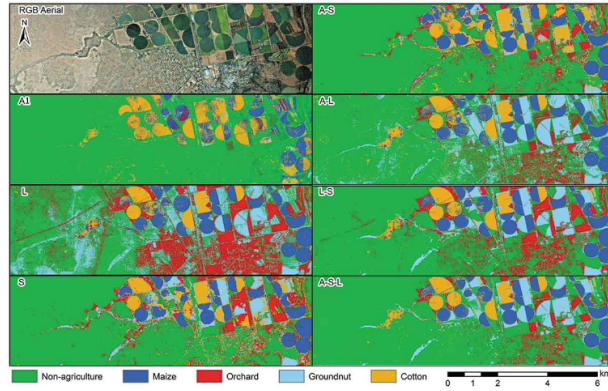 RGB Aerial
N
A-S
A1
A-L
L
L-S
S
A-S-L
Non-agriculture
Maize
Orchard
Groundnut
Cotton
km
0 1 2 4 6